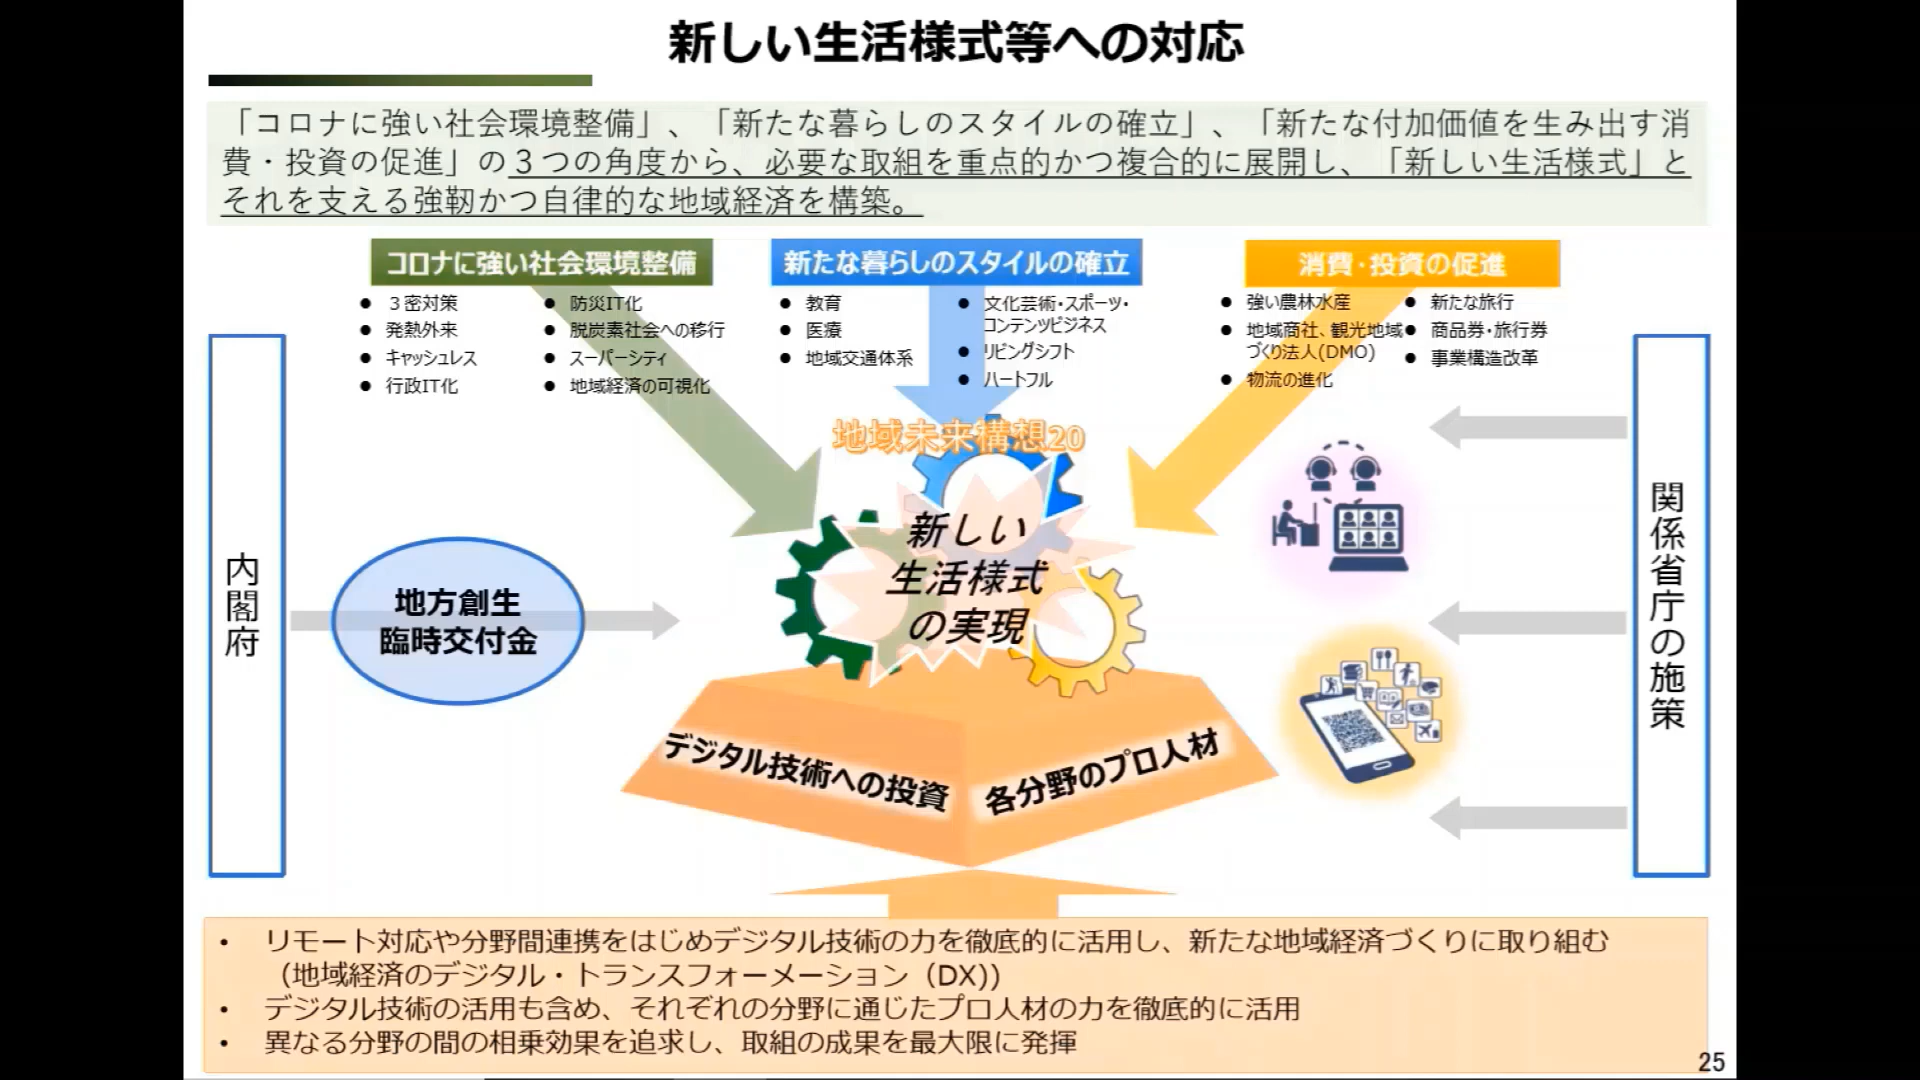 新しい生活様式等への対応
「コロナに強い社会環境整備」、「新たな暮らしのスタイルの確立」、「新たな付加価値を生み出す消
費・投資の促進」の３つの角度から、必要な取組を重点的かつ複合的に展開し、「新しい生活様式」と
それを支える強靭かつ自律的な地域経済を構築。
コロナに強い社会環境整備
● ３密対策
● 発熱外来
● キャッシュレス
● 行政IT化
● 防災IT化
● 脱炭素社会への移行
● スーパーシティ
● 地域経済の可視化
新たな暮らしのスタイルの確立
● 教育
● 医療
● 地域交通体系
● 文化芸術・スポーツ・
コンテンツビジネス
● リビングシフト
● ハートフル
消費・投資の促進
● 強い農林水産
● 地域商社、観光地域
づくり法人(DMO)
● 物流の進化
● 新たな旅行
● 商品券・旅行券
● 事業構造改革
地域未来構想20
新しい
生活様式
の実現
内閣府
地方創生
臨時交付金
関係省庁の施策
デジタル技術への投資
各分野のプロ人材
• リモート対応や分野間連携をはじめデジタル技術の力を徹底的に活用し、新たな地域経済づくりに取り組む
（地域経済のデジタル・トランスフォーメーション（DX））
• デジタル技術の活用も含め、それぞれの分野に通じたプロ人材の力を徹底的に活用
• 異なる分野の間の相乗効果を追求し、取組の成果を最大限に発揮
25